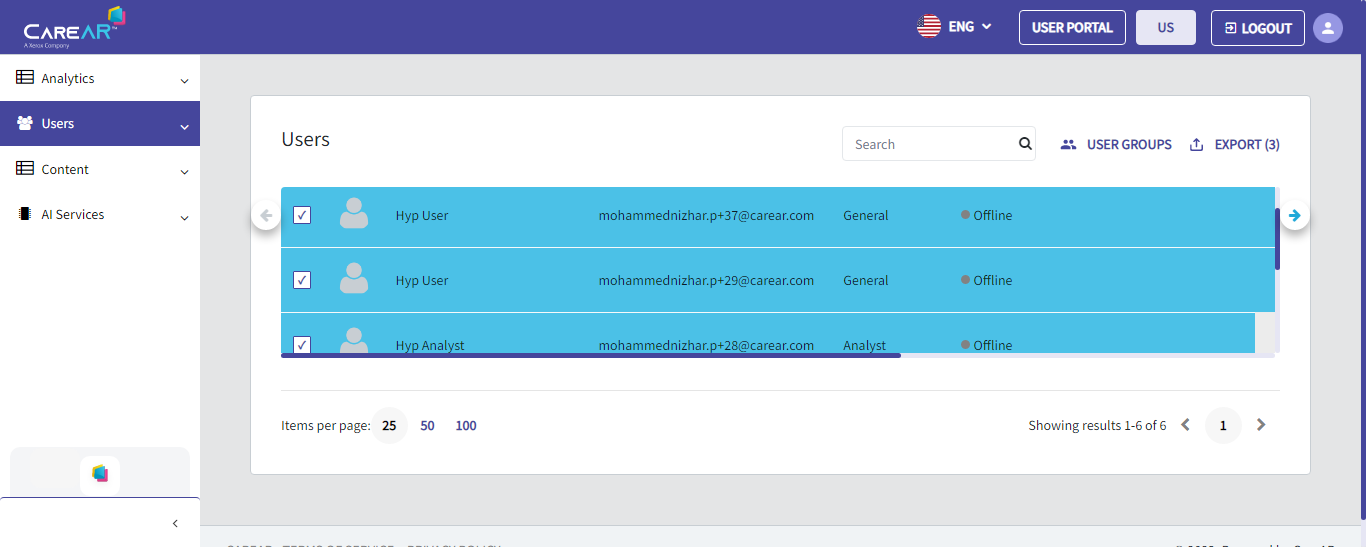 CAREAR™
A Xerox Company
ENG
USER PORTAL
US
LOGOUT
Analytics
Users
Content
AI Services
Users
Search
USER GROUPS
EXPORT (3)
Hyp User mohammednizhar.p+37@carear.com General Offline
Hyp User mohammednizhar.p+29@carear.com General Offline
Hyp Analyst mohammednizhar.p+28@carear.com Analyst Offline
Items per page: 25 50 100
Showing results 1-6 of 6 1